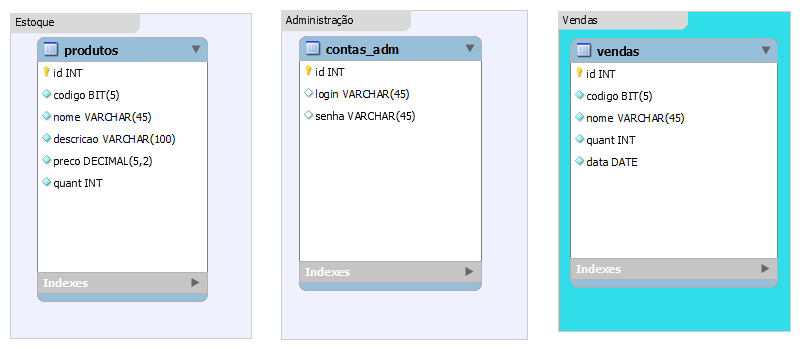 Estoque
produtos
id INT
codigo BIT(5)
nome VARCHAR(45)
descricao VARCHAR(100)
preco DECIMAL(5,2)
quant INT
Indexes
Administração
contas_adm
id INT
login VARCHAR(45)
senha VARCHAR(45)
Indexes
Vendas
vendas
id INT
codigo BIT(5)
nome VARCHAR(45)
quant INT
data DATE
Indexes